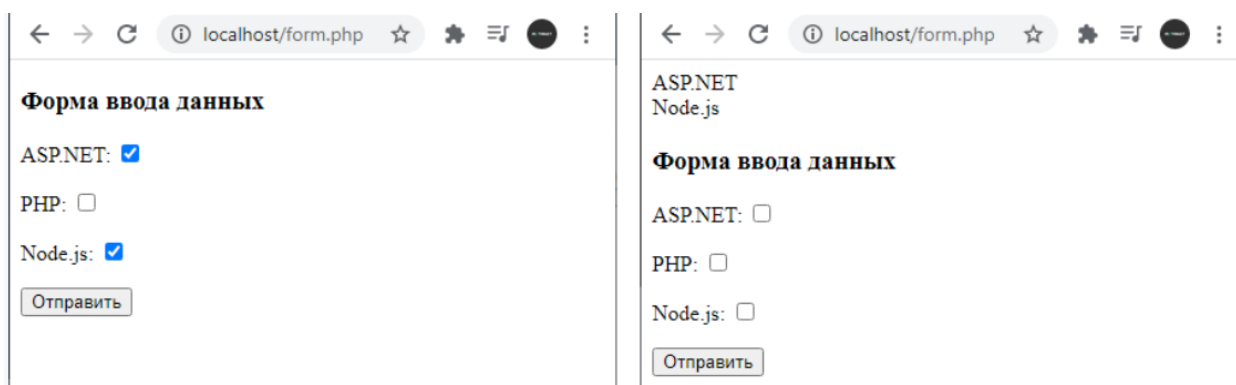 localhost/form.php
Форма ввода данных
ASP.NET:
PHP:
Node.js:
Отправить
localhost/form.php
ASP.NET
Node.js
Форма ввода данных
ASP.NET:
PHP:
Node.js:
Отправить